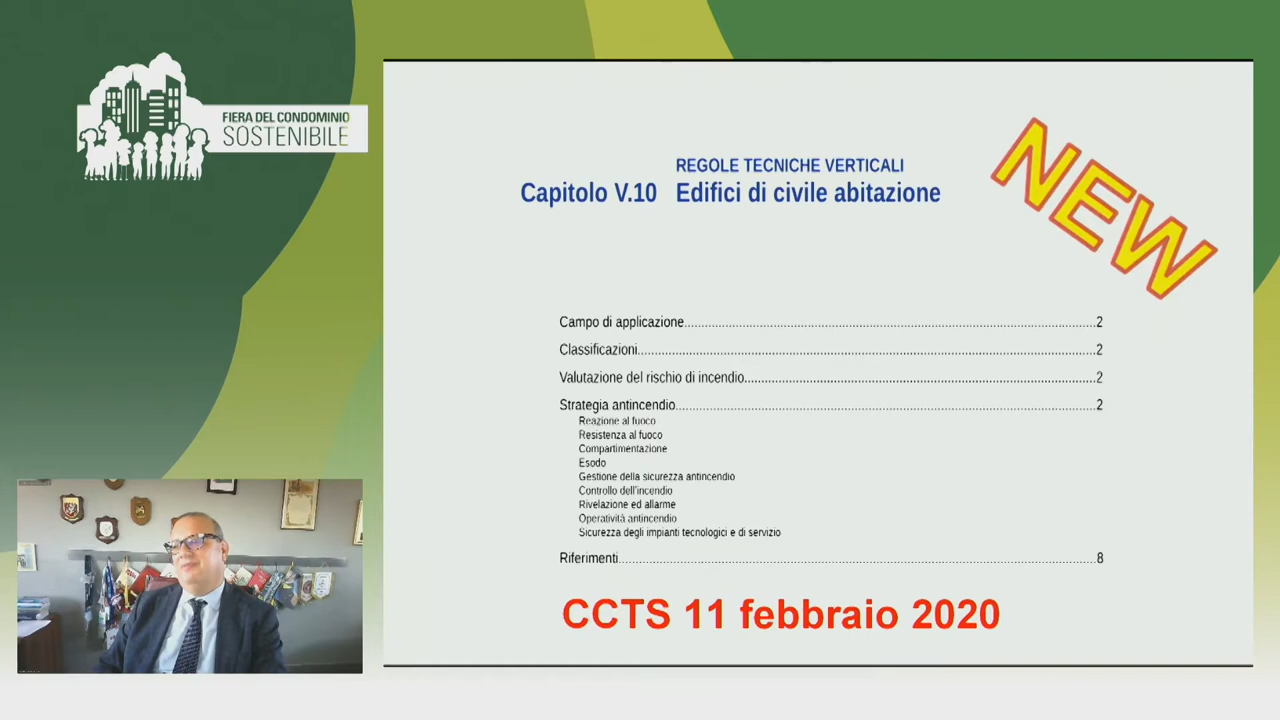 FIERA DEL CONDOMINIO
SOSTENIBILE
REGOLE TECNICHE VERTICALI
Capitolo V.10 Edifici di civile abitazione
NEW
Campo di applicazione 2
Classificazioni 2
Valutazione del rischio di incendio 2
Strategia antincendio 2
Reazione al fuoco
Resistenza al fuoco
Compartimentazione
Esodo
Gestione della sicurezza antincendio
Controllo dell'incendio
Rivelazione ed allarme
Operatività antincendio
Sicurezza degli impianti tecnologici e di servizio
Riferimenti 8
CCTS 11 febbraio 2020